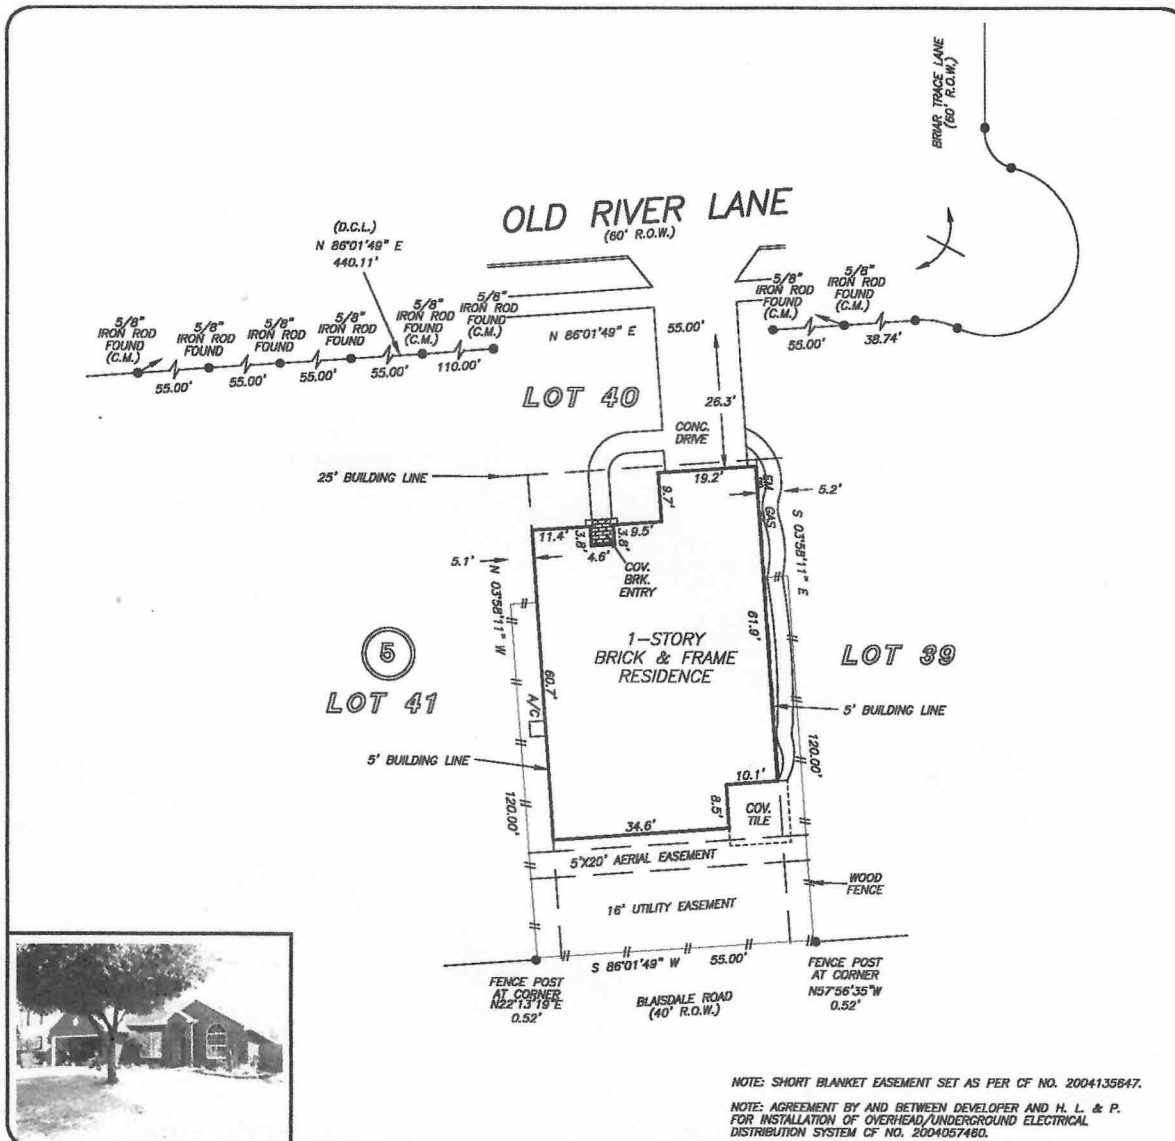 BRIAR TRACE LANE
(60' R.O.W.)
OLD RIVER LANE
(60' R.O.W.)
(D.C.L.)
N 86°01'49" E
440.11'
5/8"
IRON ROD
FOUND
(C.M.)
5/8"
IRON ROD
FOUND
5/8"
IRON ROD
FOUND
5/8"
IRON ROD
FOUND
5/8"
IRON ROD
FOUND
(C.M.)
5/8"
IRON ROD
FOUND
(C.M.)
5/8"
IRON ROD
FOUND
(C.M.)
5/8"
IRON ROD
FOUND
(C.M.)
55.00'
55.00'
55.00'
55.00'
110.00'
N 86°01'49" E
55.00'
55.00'
38.74'
LOT 40
26.3'
CONC.
DRIVE
25' BUILDING LINE
19.2'
9.7'
GAS
5.2'
S 03°58'11" E
11.4'
3.8'
4.6'
3.8'
9.5'
5.1'
N 03°58'11" W
COV.
BRK.
ENTRY
61.9'
1-STORY
BRICK & FRAME
RESIDENCE
5
LOT 41
LOT 39
60.7'
A/C
5' BUILDING LINE
5' BUILDING LINE
120.00'
120.00'
10.1'
8.5'
COV.
TILE
34.6'
5'X20' AERIAL EASEMENT
WOOD
FENCE
16' UTILITY EASEMENT
S 86°01'49" W
55.00'
FENCE POST
AT CORNER
N22°13'19"E
0.52'
BLAISDALE ROAD
(40' R.O.W.)
FENCE POST
AT CORNER
N57°56'35"W
0.52'
NOTE: SHORT BLANKET EASEMENT SET AS PER CF NO. 2004135647.
NOTE: AGREEMENT BY AND BETWEEN DEVELOPER AND H. L. & P.
FOR INSTALLATION OF OVERHEAD/UNDERGROUND ELECTRICAL
DISTRIBUTION SYSTEM CF NO. 2004057460.